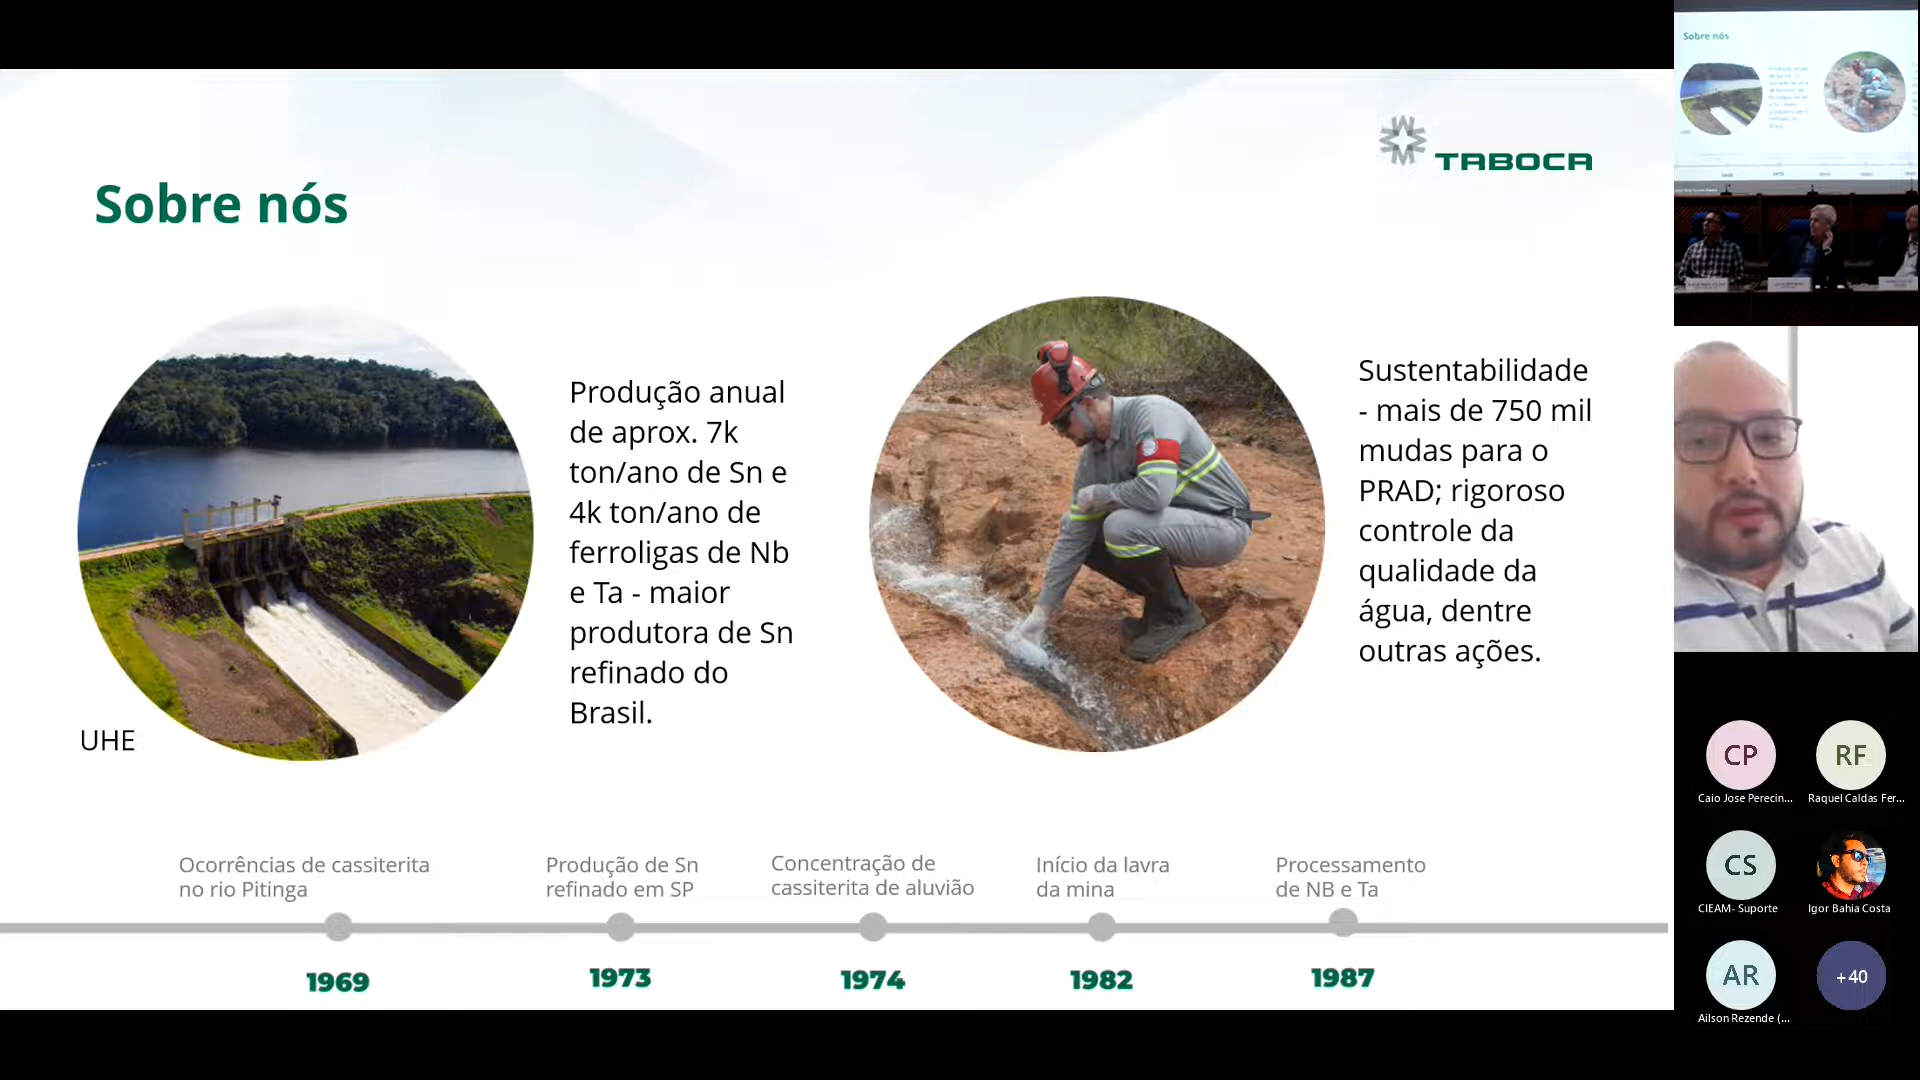 TABOCA
Sobre nós
Produção anual
de aprox. 7k
ton/ano de Sn e
4k ton/ano de
ferroligas de Nb
e Ta - maior
produtora de Sn
refinado do
Brasil.
UHE
Sustentabilidade
- mais de 750 mil
mudas para o
PRAD; rigoroso
controle da
qualidade da
água, dentre
outras ações.
Ocorrências de cassiterita
no rio Pitinga
1969
Produção de Sn
refinado em SP
1973
Concentração de
cassiterita de aluvião
1974
Início da lavra
da mina
1982
Processamento
de NB e Ta
1987
Sobre nós
CP
Caio Jose Perecin...
RF
Raquel Caldas Fer...
CS
CIEAM- Suporte
Igor Bahia Costa
AR
Ailson Rezende (...
+40